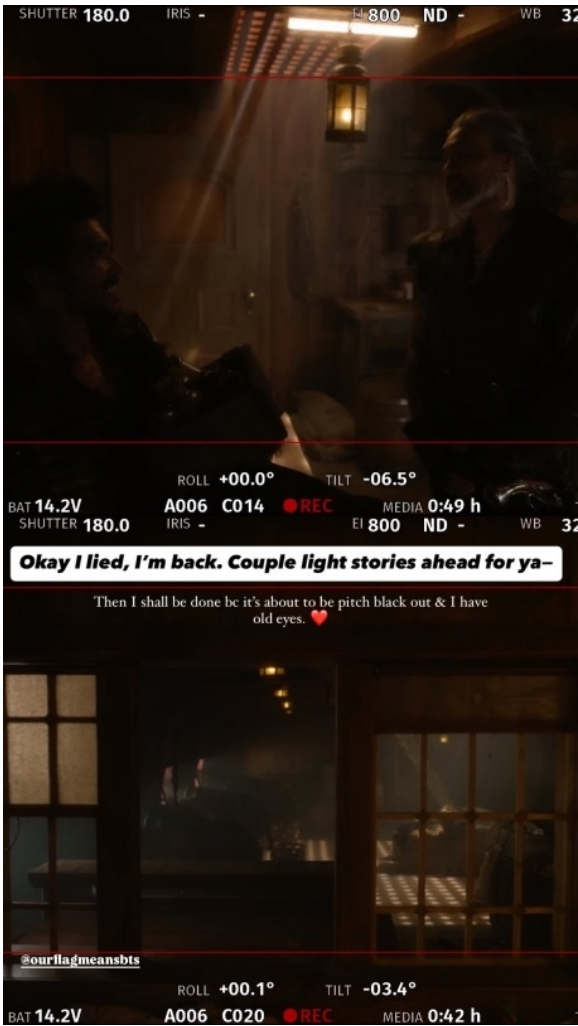 SHUTTER 180.0 IRIS - EI 800 ND - WB 32
ROLL +00.0° TILT -06.5°
BAT 14.2V A006 C014 REC MEDIA 0:49 h
SHUTTER 180.0 IRIS - EI 800 ND - WB 32
Okay I lied, I'm back. Couple light stories ahead for ya—
Then I shall be done bc it's about to be pitch black out & I have
old eyes. ❤️
@ourflagmeansbts
ROLL +00.1° TILT -03.4°
BAT 14.2V A006 C020 REC MEDIA 0:42 h